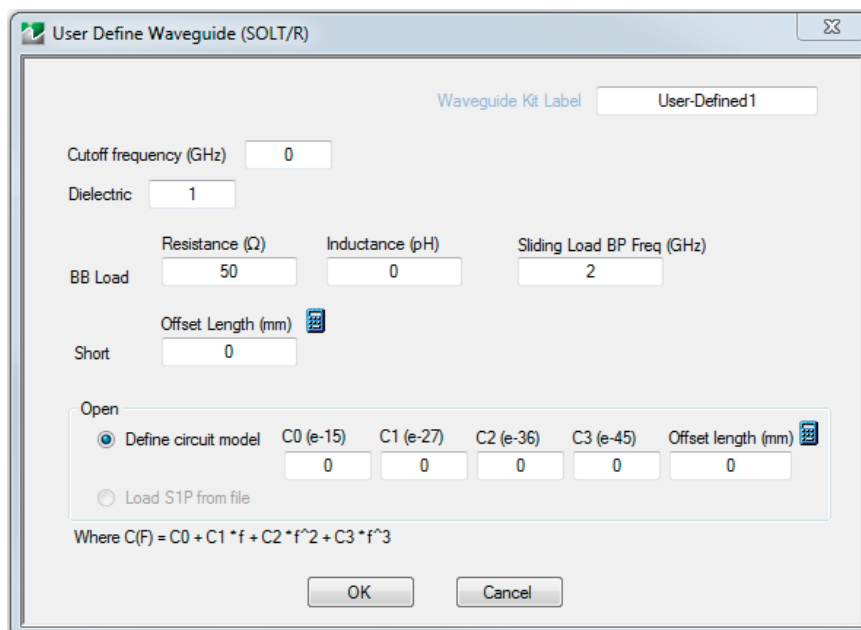 User Define Waveguide (SOLT/R)
Waveguide Kit Label User-Defined1
Cutoff frequency (GHz) 0
Dielectric 1
Resistance (Ω) Inductance (pH) Sliding Load BP Freq (GHz)
BB Load 50 0 2
Offset Length (mm)
Short 0
Open
Define circuit model C0 (e-15) C1 (e-27) C2 (e-36) C3 (e-45) Offset length (mm)
0 0 0 0 0
Load S1P from file
Where C(F) = C0 + C1 * f + C2 * f^2 + C3 * f^3
OK Cancel